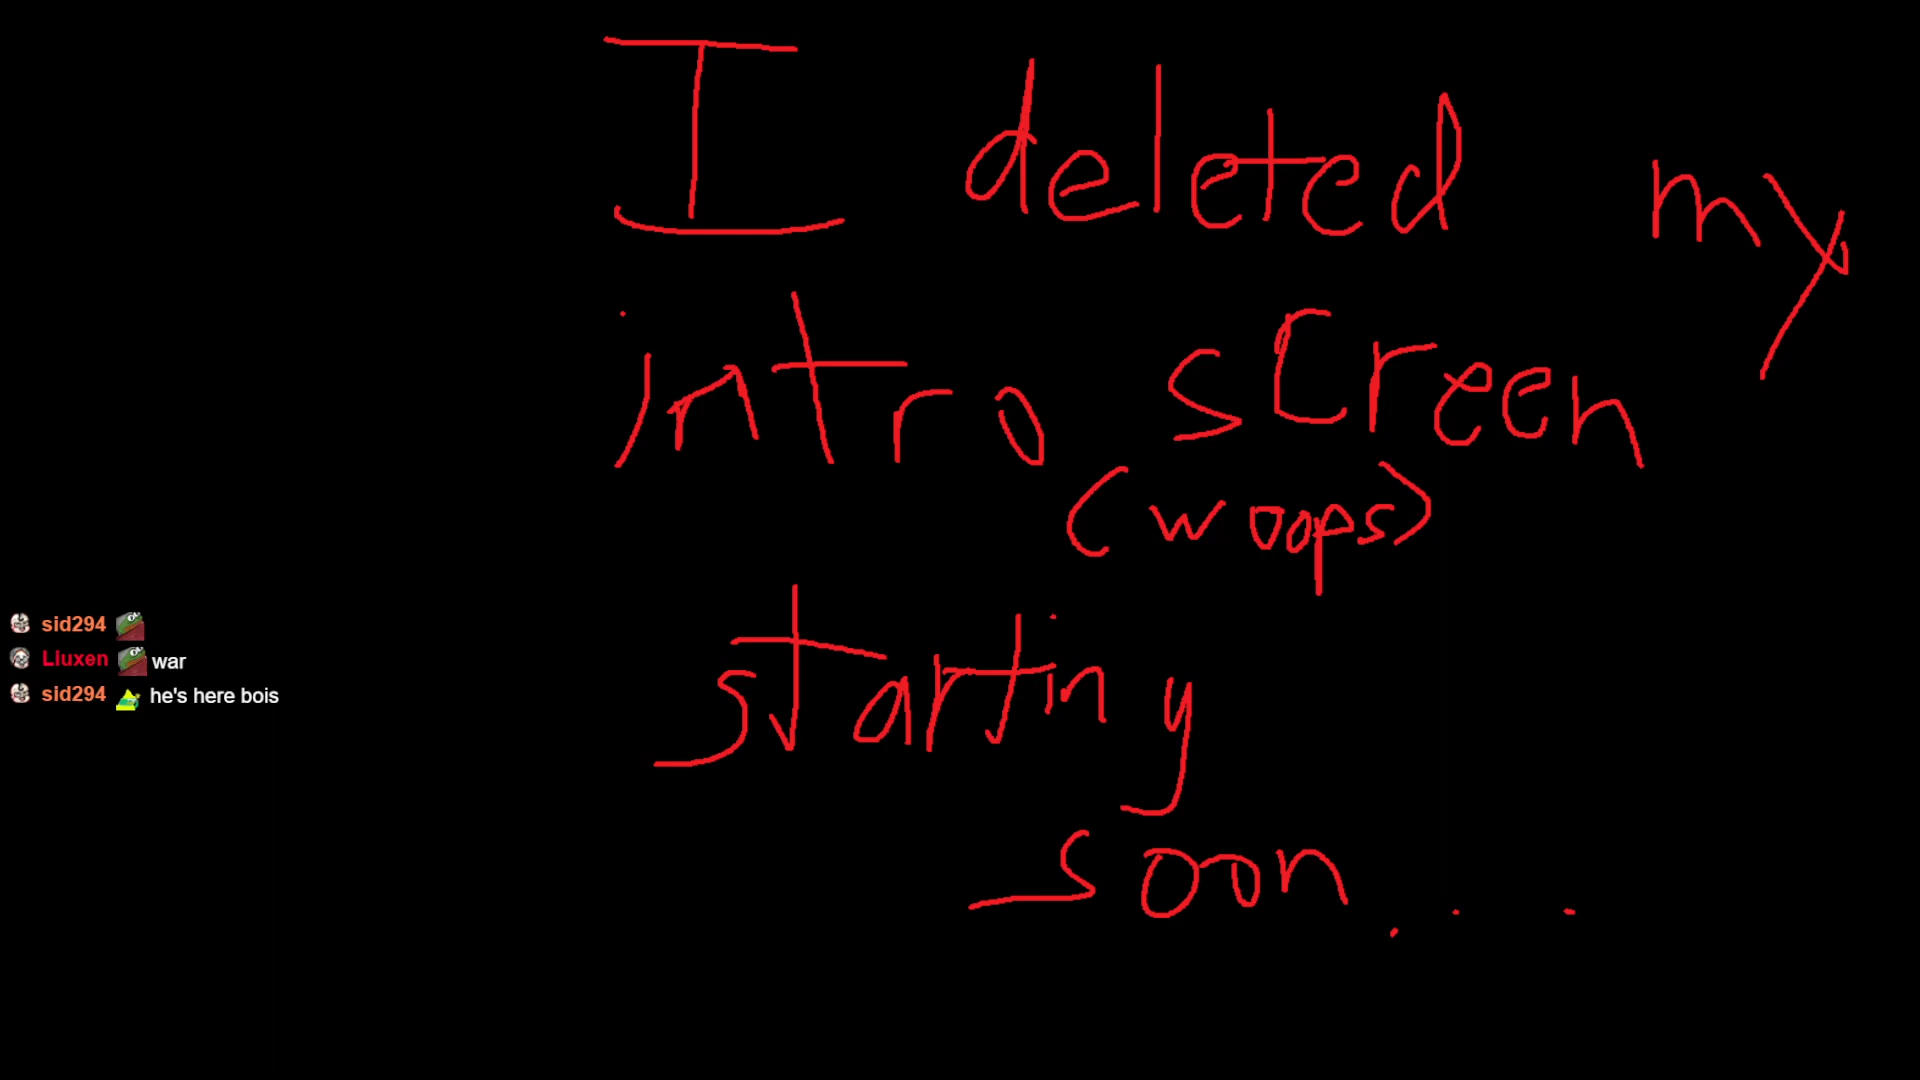 I deleted my
intro screen
(woops)
starting
soon...
sid294
Lluxen war
sid294 he's here bois